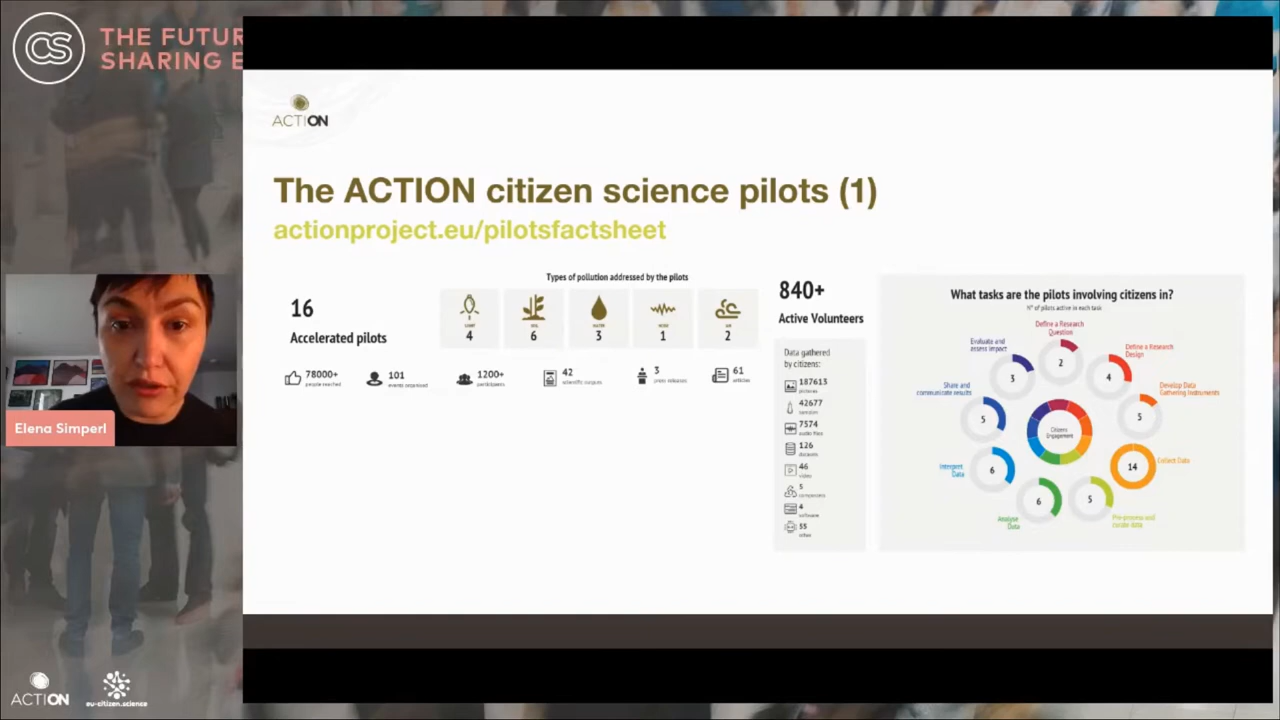 CS
THE FUTUR
SHARING E
ACTION
The ACTION citizen science pilots (1)
actionproject.eu/pilotsfactsheet
16
Accelerated pilots
Types of pollution addressed by the pilots
4
6
3
1
2
78000+
people reached
101
events organised
1200+
participants
42
scientific outputs
3
press releases
61
articles
840+
Active Volunteers
Data gathered
by citizens:
187613
pictures
42677
samples
7574
audio files
126
datasets
46
video
5
4
software
35
other
What tasks are the pilots involving citizens in?
N° of pilots active in each task
Define a Research
Question
2
Define a Research
Design
4
Develop Data
Gathering Instruments
5
Collect Data
14
Pre-process and
curate data
5
Analyse
Data
6
Interpret
Data
6
Share and
communicate results
5
Evaluate and
assess impact
3
Citizens
Engagement
Elena Simperl
ACTION
eu-citizen.science